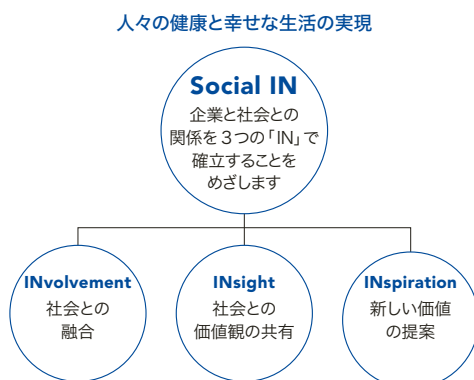 人々の健康と幸せな生活の実現
Social IN
企業と社会との
関係を3つの「IN」で
確立することを
めざします
INvolvement
社会との
融合
INsight
社会との
価値観の共有
INspiration
新しい価値
の提案